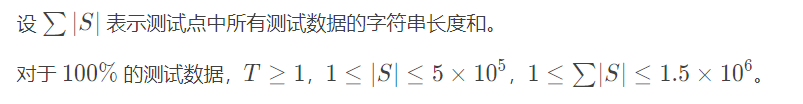 设 ∑|S| 表示测试点中所有测试数据的字符串长度和。
对于 100% 的测试数据，T ≥ 1，1 ≤ |S| ≤ 5 × 10^5，1 ≤ ∑|S| ≤ 1.5 × 10^6。